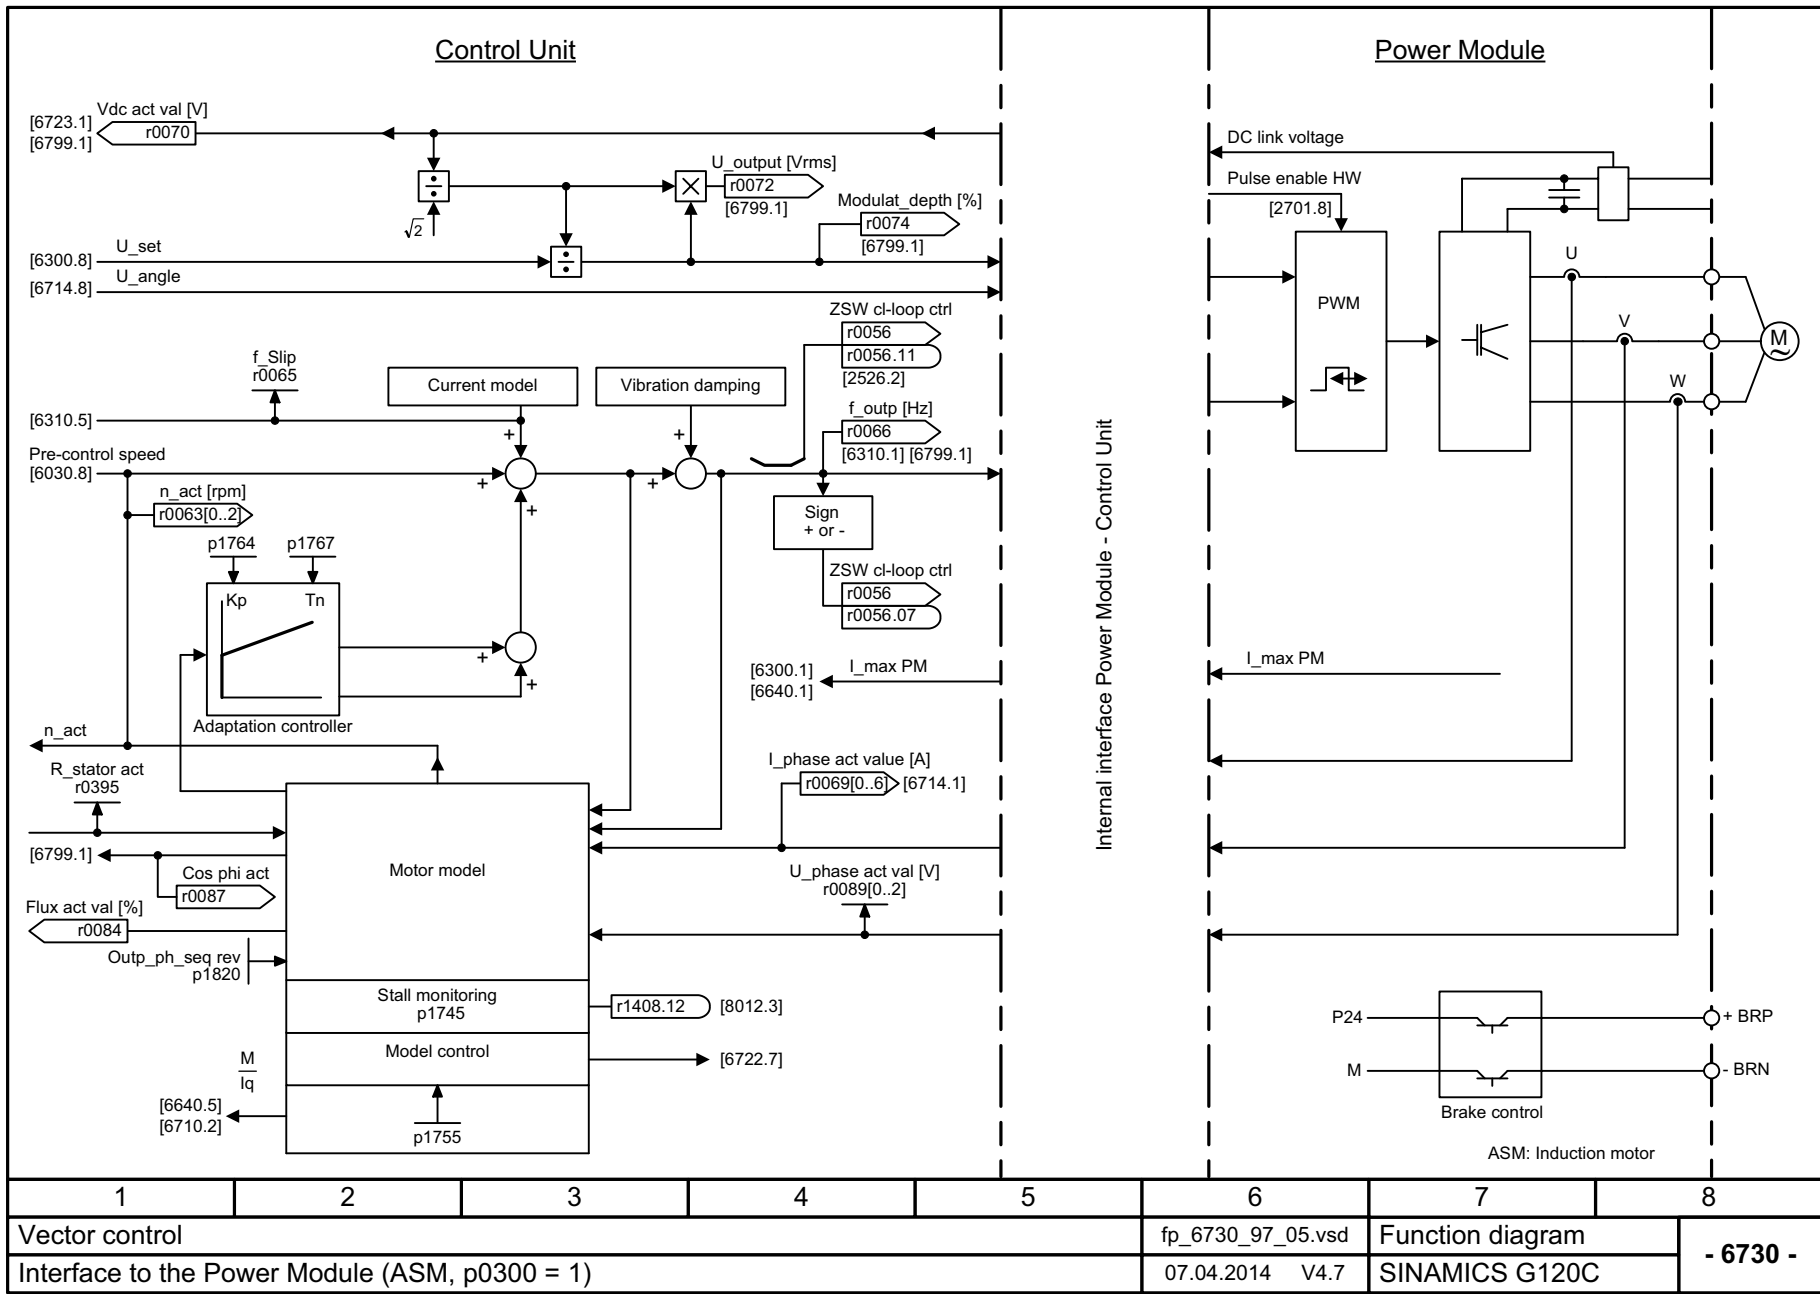 Control Unit
Power Module
Vdc act val [V]
[6723.1]
[6799.1]
r0070
√2
U_output [Vrms]
r0072
[6799.1]
Modulat_depth [%]
r0074
[6799.1]
U_set
[6300.8]
U_angle
[6714.8]
ZSW cl-loop ctrl
r0056
r0056.11
[2526.2]
f_Slip
r0065
Current model
Vibration damping
[6310.5]
f_outp [Hz]
r0066
[6310.1] [6799.1]
Pre-control speed
[6030.8]
+
+
+
+
+
n_act [rpm]
r0063[0..2]
Sign
+ or -
p1764
p1767
Kp
Tn
ZSW cl-loop ctrl
r0056
r0056.07
+
+
Adaptation controller
[6300.1]
[6640.1]
I_max PM
n_act
R_stator act
r0395
I_phase act value [A]
r0069[0..6]
[6714.1]
[6799.1]
Cos phi act
r0087
Motor model
U_phase act val [V]
r0089[0..2]
Flux act val [%]
r0084
Outp_ph_seq rev
p1820
Stall monitoring
p1745
r1408.12
[8012.3]
Model control
[6722.7]
M
Iq
[6640.5]
[6710.2]
p1755
Internal interface Power Module - Control Unit
DC link voltage
Pulse enable HW
[2701.8]
PWM
U
V
W
M
~
I_max PM
P24
+ BRP
M
- BRN
Brake control
ASM: Induction motor
1 2 3 4 5 6 7 8
Vector control
fp_6730_97_05.vsd
Function diagram
- 6730 -
Interface to the Power Module (ASM, p0300 = 1)
07.04.2014 V4.7
SINAMICS G120C